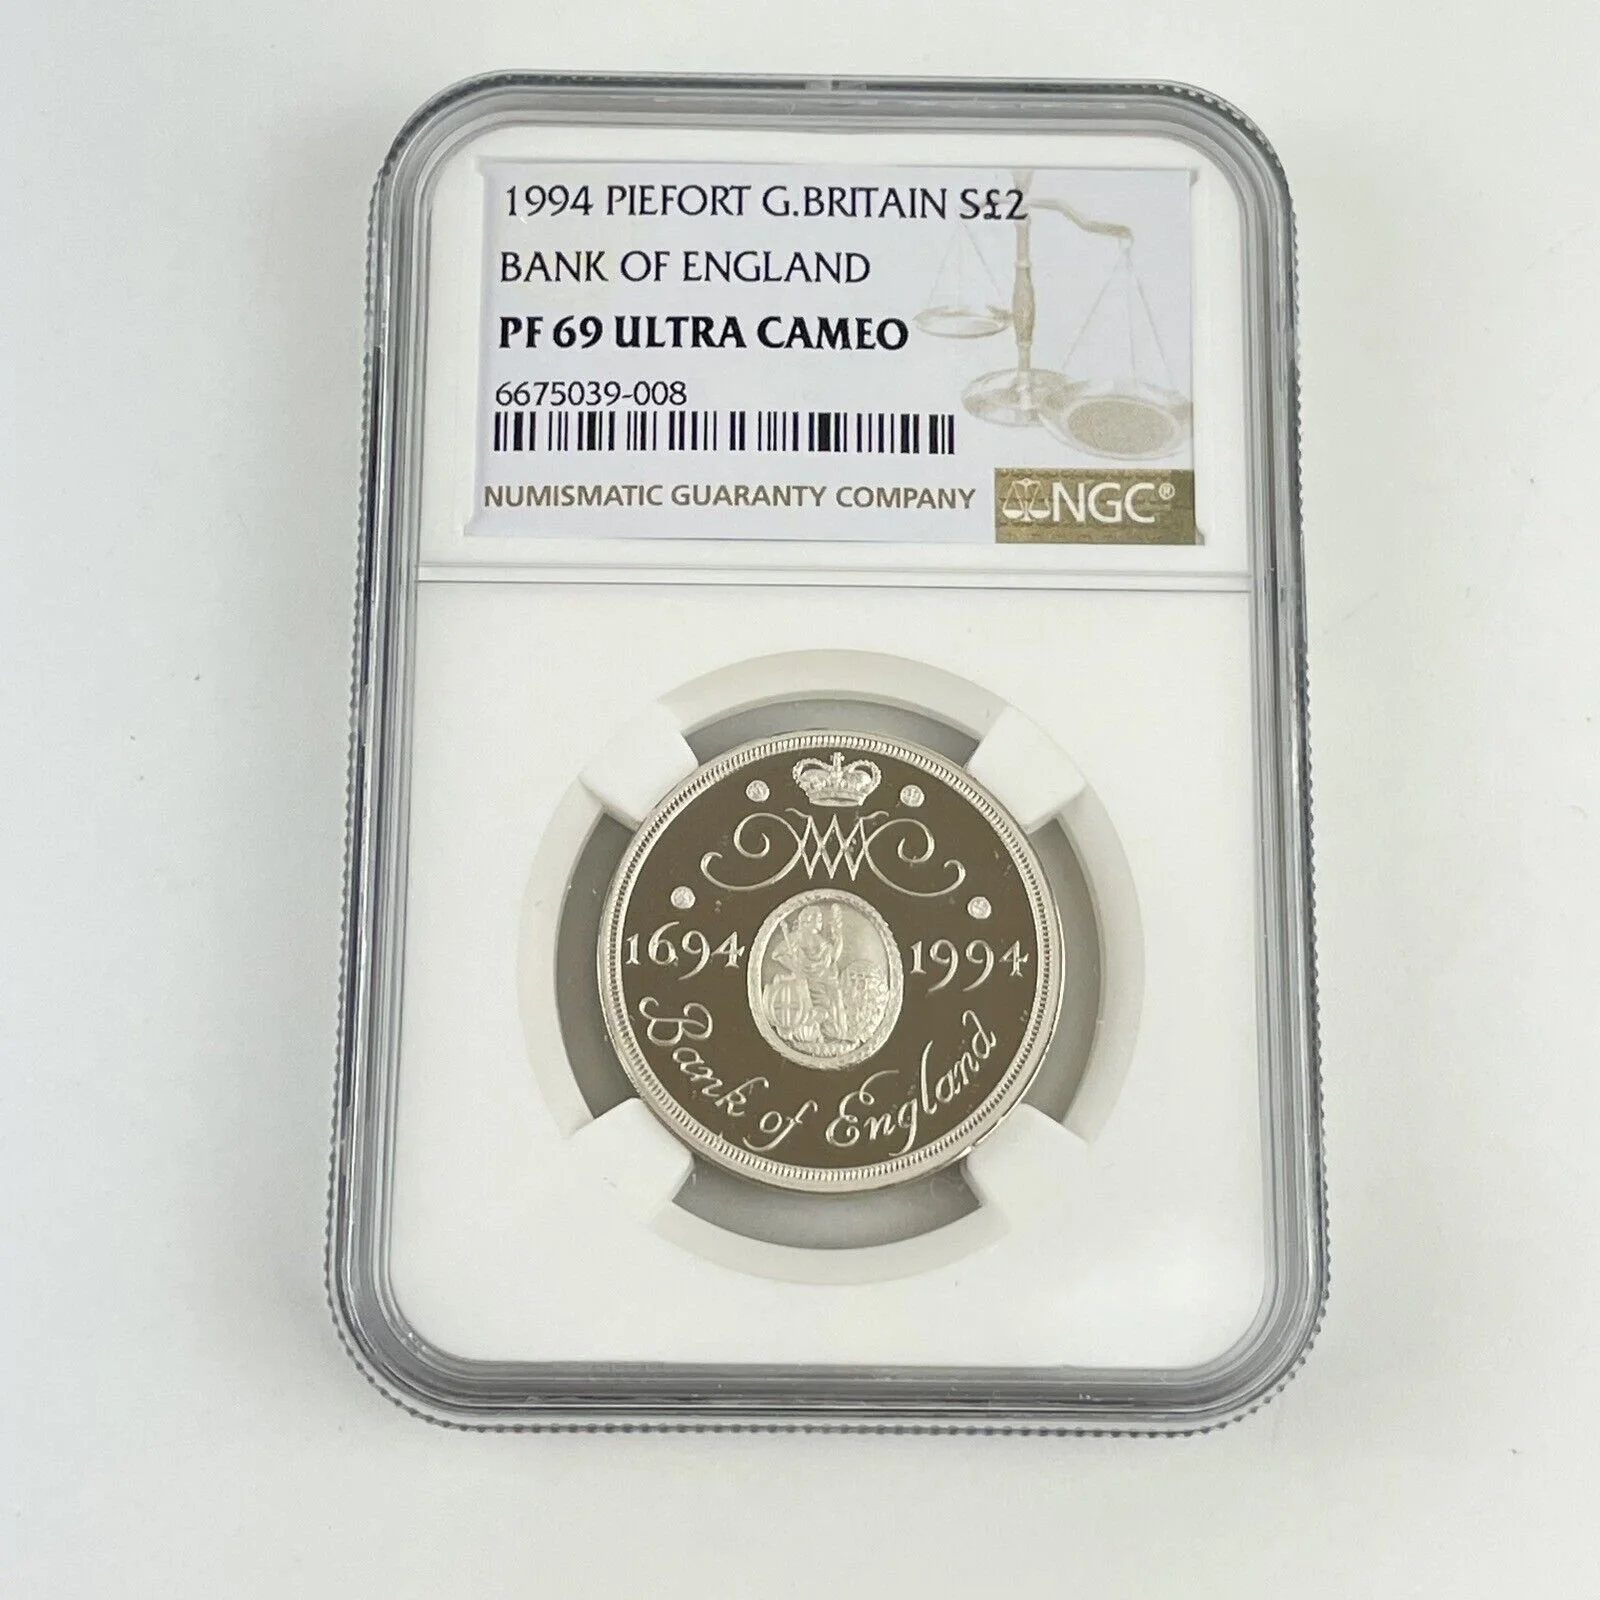 1994 PIEFORT G.BRITAIN S£2
BANK OF ENGLAND
PF 69 ULTRA CAMEO
6675039-008
NUMISMATIC GUARANTY COMPANY
NGC®
WM
1694 1994
Bank of England